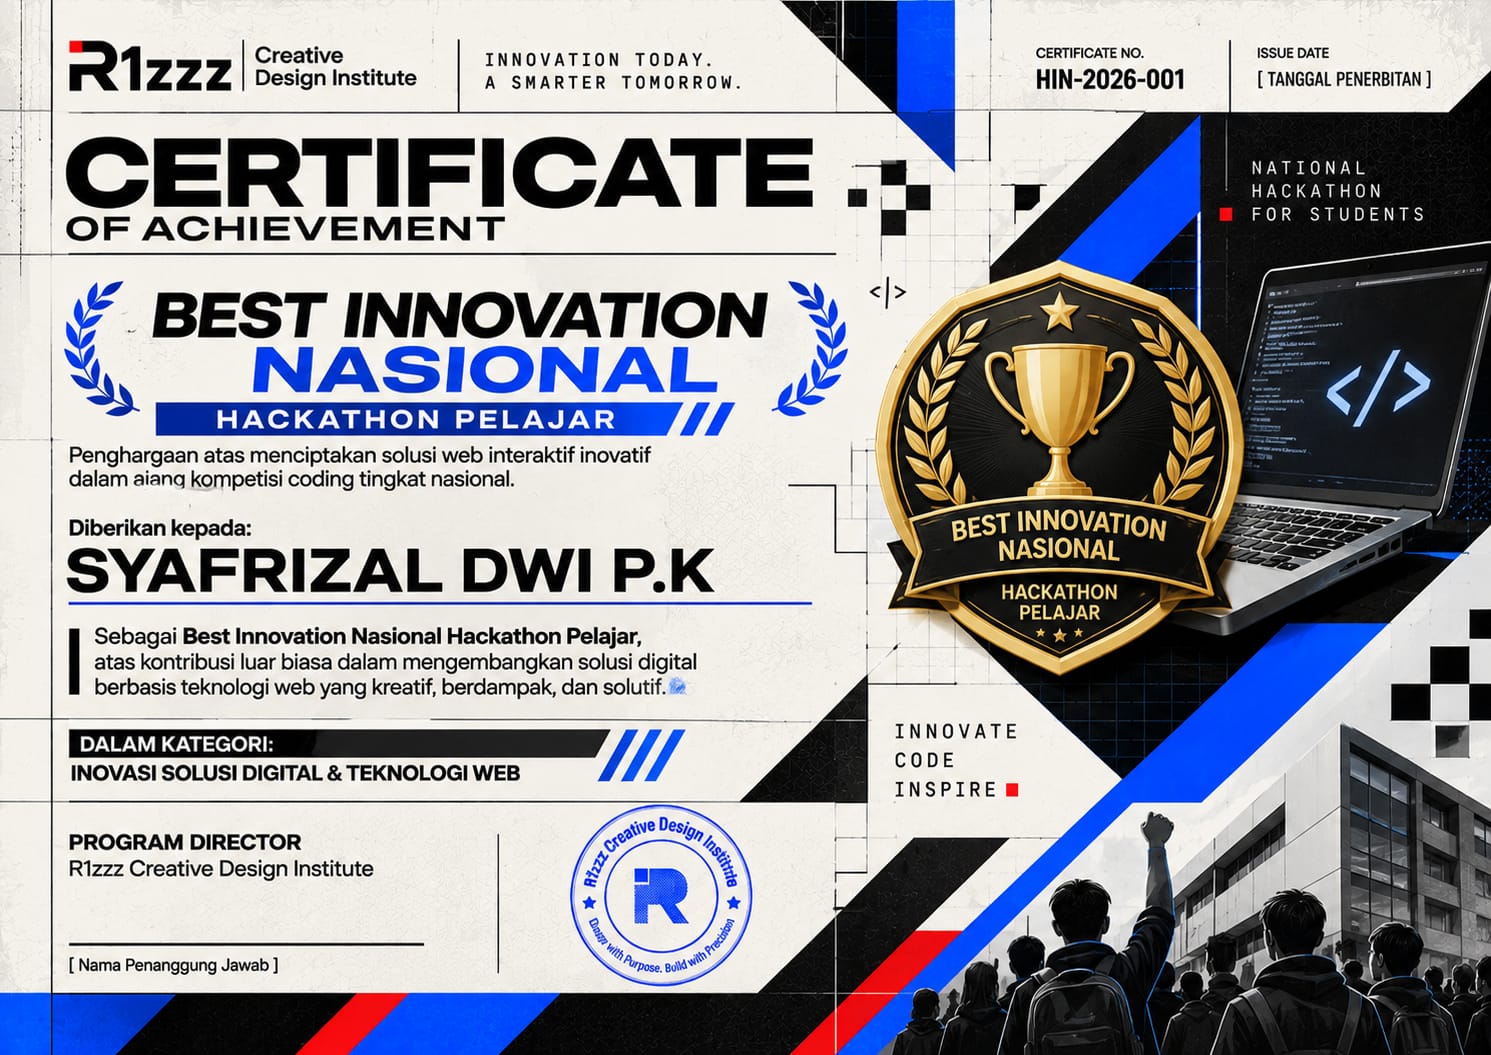 R1zzz
Creative
Design Institute
INNOVATION TODAY.
A SMARTER TOMORROW.
CERTIFICATE NO.
HIN-2026-001
ISSUE DATE
[ TANGGAL PENERBITAN ]
CERTIFICATE
OF ACHIEVEMENT
NATIONAL
HACKATHON
FOR STUDENTS
BEST INNOVATION
NASIONAL
HACKATHON PELAJAR
Penghargaan atas menciptakan solusi web interaktif inovatif
dalam ajang kompetisi coding tingkat nasional.
Diberikan kepada:
SYAFRIZAL DWI P.K
Sebagai Best Innovation Nasional Hackathon Pelajar,
atas kontribusi luar biasa dalam mengembangkan solusi digital
berbasis teknologi web yang kreatif, berdampak, dan solutif.
DALAM KATEGORI:
INOVASI SOLUSI DIGITAL & TEKNOLOGI WEB
</>
</>
BEST INNOVATION
NASIONAL
HACKATHON
PELAJAR
INNOVATE
CODE
INSPIRE
PROGRAM DIRECTOR
R1zzz Creative Design Institute
[ Nama Penanggung Jawab ]
R1zzz Creative Design Institute
R
Design with Purpose. Build with Precision